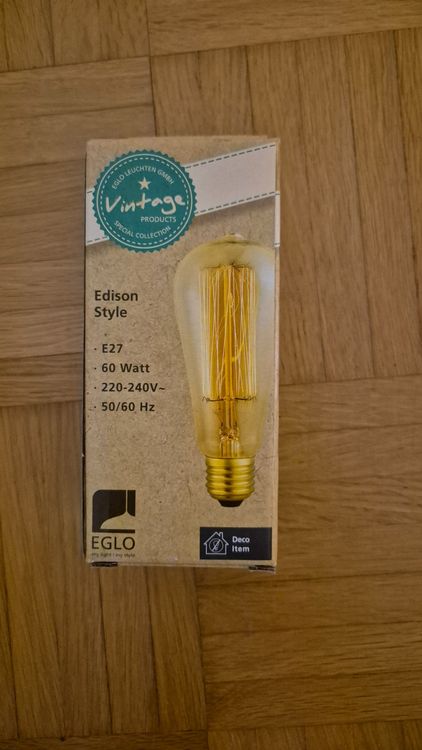 EGLO LEUCHTEN GMBH
Vintage
PRODUCTS
SPECIAL COLLECTION
Edison
Style
· E27
· 60 Watt
· 220-240V~
· 50/60 Hz
EGLO
my light | my style
Deco
Item